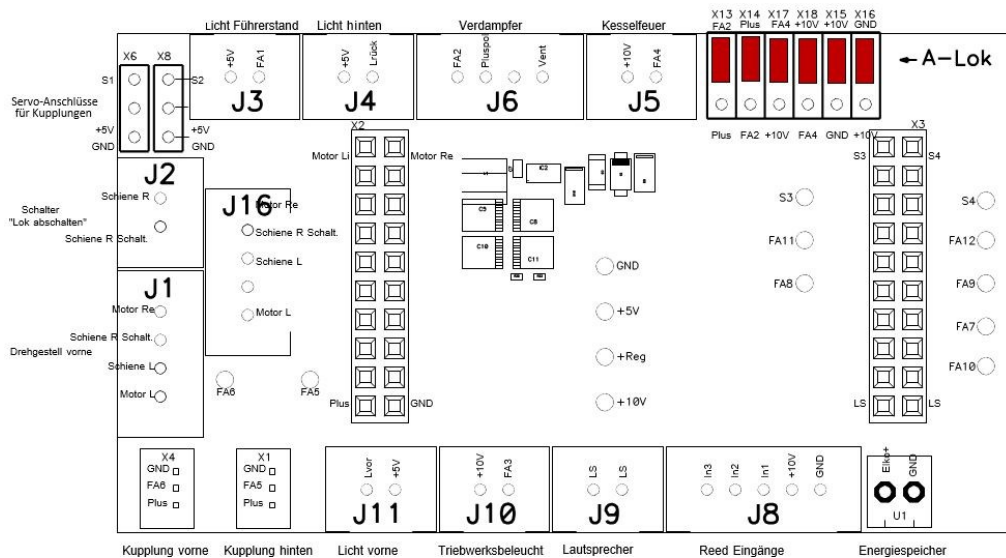 Licht Führerstand
Licht hinten
Verdampfer
Kesselfeuer
X13 X14 X17 X18 X15 X16
FA2 Plus FA4 +10V +10V GND
← A-Lok
Plus FA2 +10V FA4 GND +10V
X6 X8
S1 S2
Servo-Anschlüsse
für Kupplungen
+5V
GND
+5V
GND
+5V FA1
J3
+5V Lrück
J4
FA2 Pluspol Vent
J6
+10V FA4
J5
X2
Motor Li Motor Re
Plus GND
X3
S3 S4
LS LS
J2
Schiene R
Schalter
"Lok abschalten"
Schiene R Schalt.
J16
Motor Re
Schiene R Schalt.
Schiene L
Motor L
J1
Motor Re
Schiene R Schalt.
Drehgestell vorne
Schiene L
Motor L
FA6 FA5
IC2
C9 C8
C10 C11
GND
+5V
+Reg
+10V
S3
FA11
FA8
S4
FA12
FA9
FA7
FA10
X4
GND
FA6
Plus
X1
GND
FA5
Plus
Lvor +5V
J11
+10V FA3
J10
LS LS
J9
In3 In2 In1 +10V GND
J8
Elko+ GND
U1
Kupplung vorne
Kupplung hinten
Licht vorne
Triebwerksbeleucht
Lautsprecher
Reed Eingänge
Energiespeicher